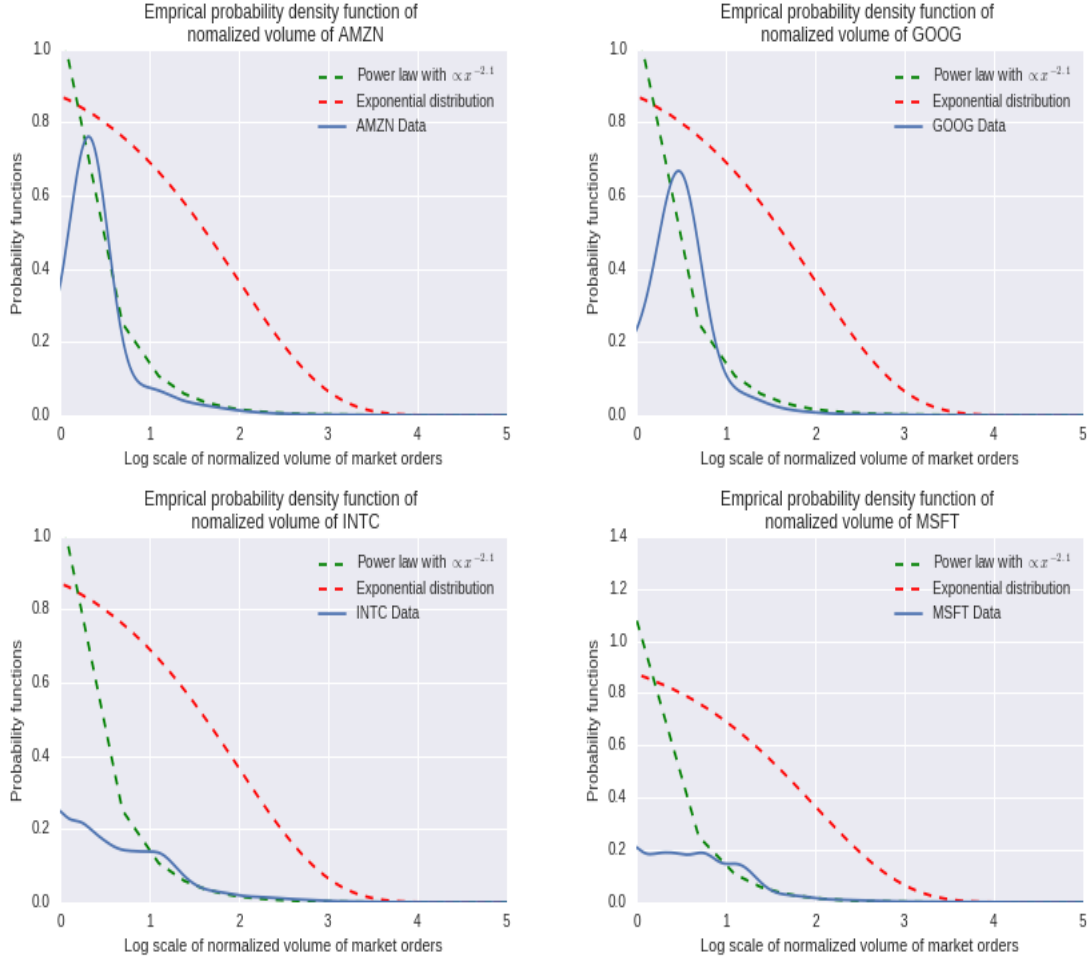 Emprical probability density function of
nomalized volume of AMZN
Probability functions
1.0
0.8
0.6
0.4
0.2
0.0
Power law with ∝x^{-2.1}
Exponential distribution
AMZN Data
0 1 2 3 4 5
Log scale of normalized volume of market orders
Emprical probability density function of
nomalized volume of GOOG
Probability functions
1.0
0.8
0.6
0.4
0.2
0.0
Power law with ∝x^{-2.1}
Exponential distribution
GOOG Data
0 1 2 3 4 5
Log scale of normalized volume of market orders
Emprical probability density function of
nomalized volume of INTC
Probability functions
1.0
0.8
0.6
0.4
0.2
0.0
Power law with ∝x^{-2.1}
Exponential distribution
INTC Data
0 1 2 3 4 5
Log scale of normalized volume of market orders
Emprical probability density function of
nomalized volume of MSFT
Probability functions
1.4
1.2
1.0
0.8
0.6
0.4
0.2
0.0
Power law with ∝x^{-2.1}
Exponential distribution
MSFT Data
0 1 2 3 4 5
Log scale of normalized volume of market orders